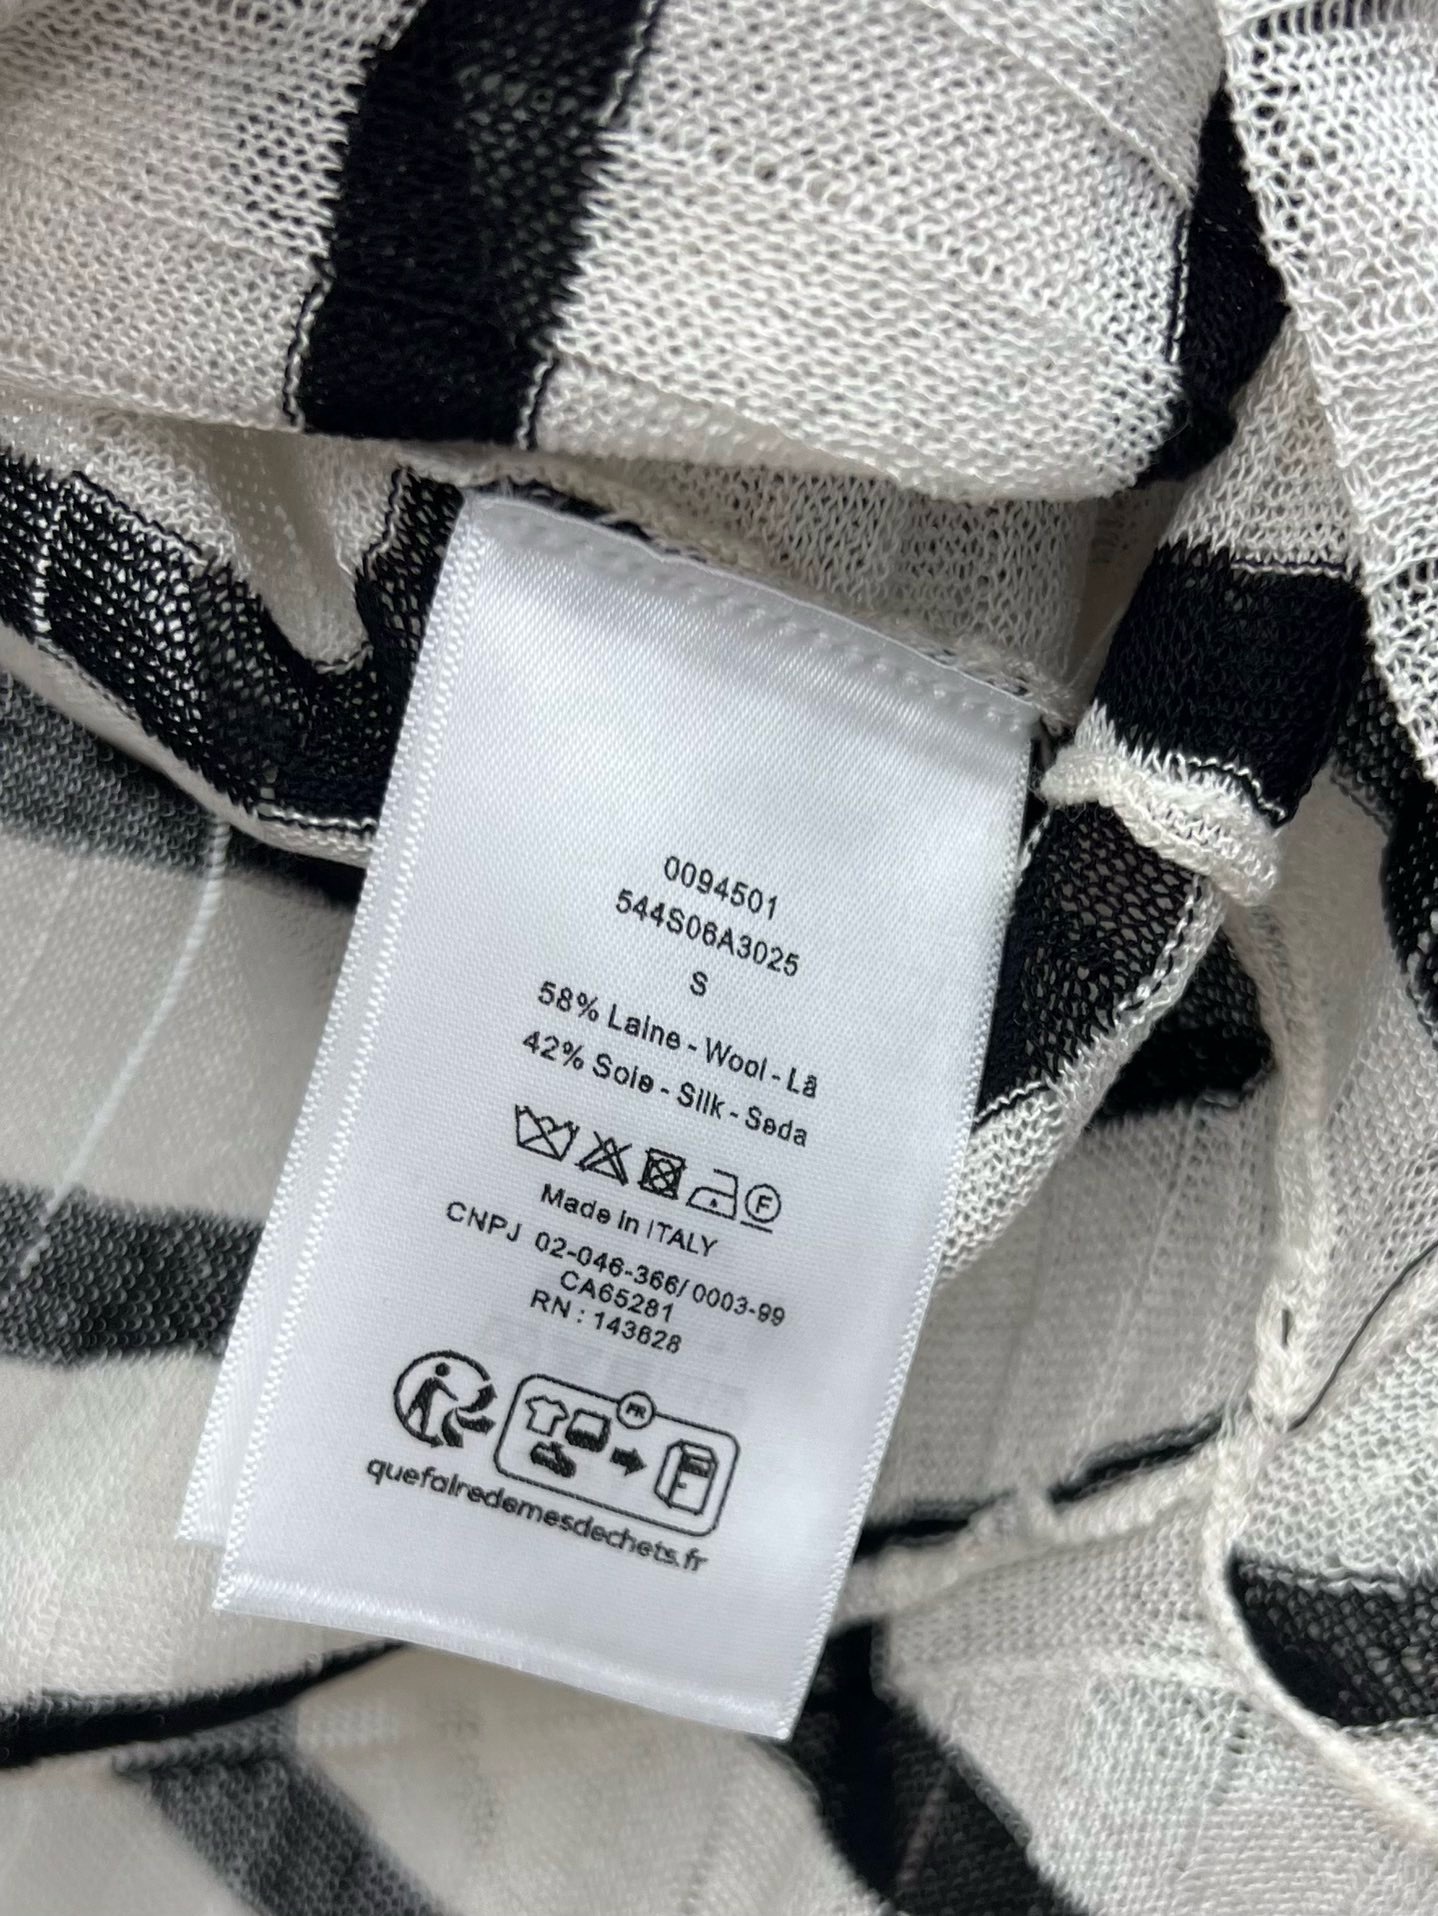 0094501
544S06A3025
S
58% Laine - Wool - Lã
42% Soie - Silk - Seda
F
Made in ITALY
CNPJ 02-046-366/0003-99
CA65281
RN : 143628
FR
quefairedemesdechets.fr